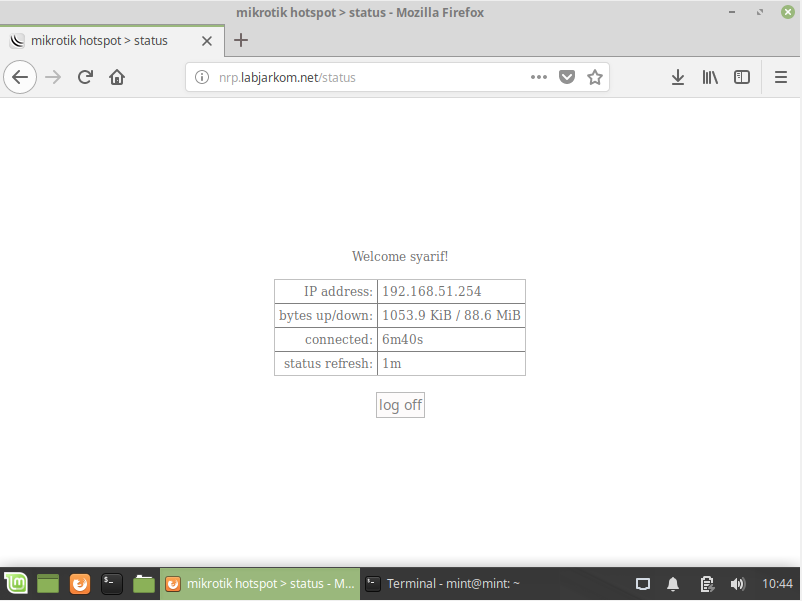 mikrotik hotspot > status - Mozilla Firefox
mikrotik hotspot > status
nrp.labjarkom.net/status
Welcome syarif!
IP address: 192.168.51.254
bytes up/down: 1053.9 KiB / 88.6 MiB
connected: 6m40s
status refresh: 1m
log off
mikrotik hotspot > status - M... Terminal - mint@mint: ~ 10:44